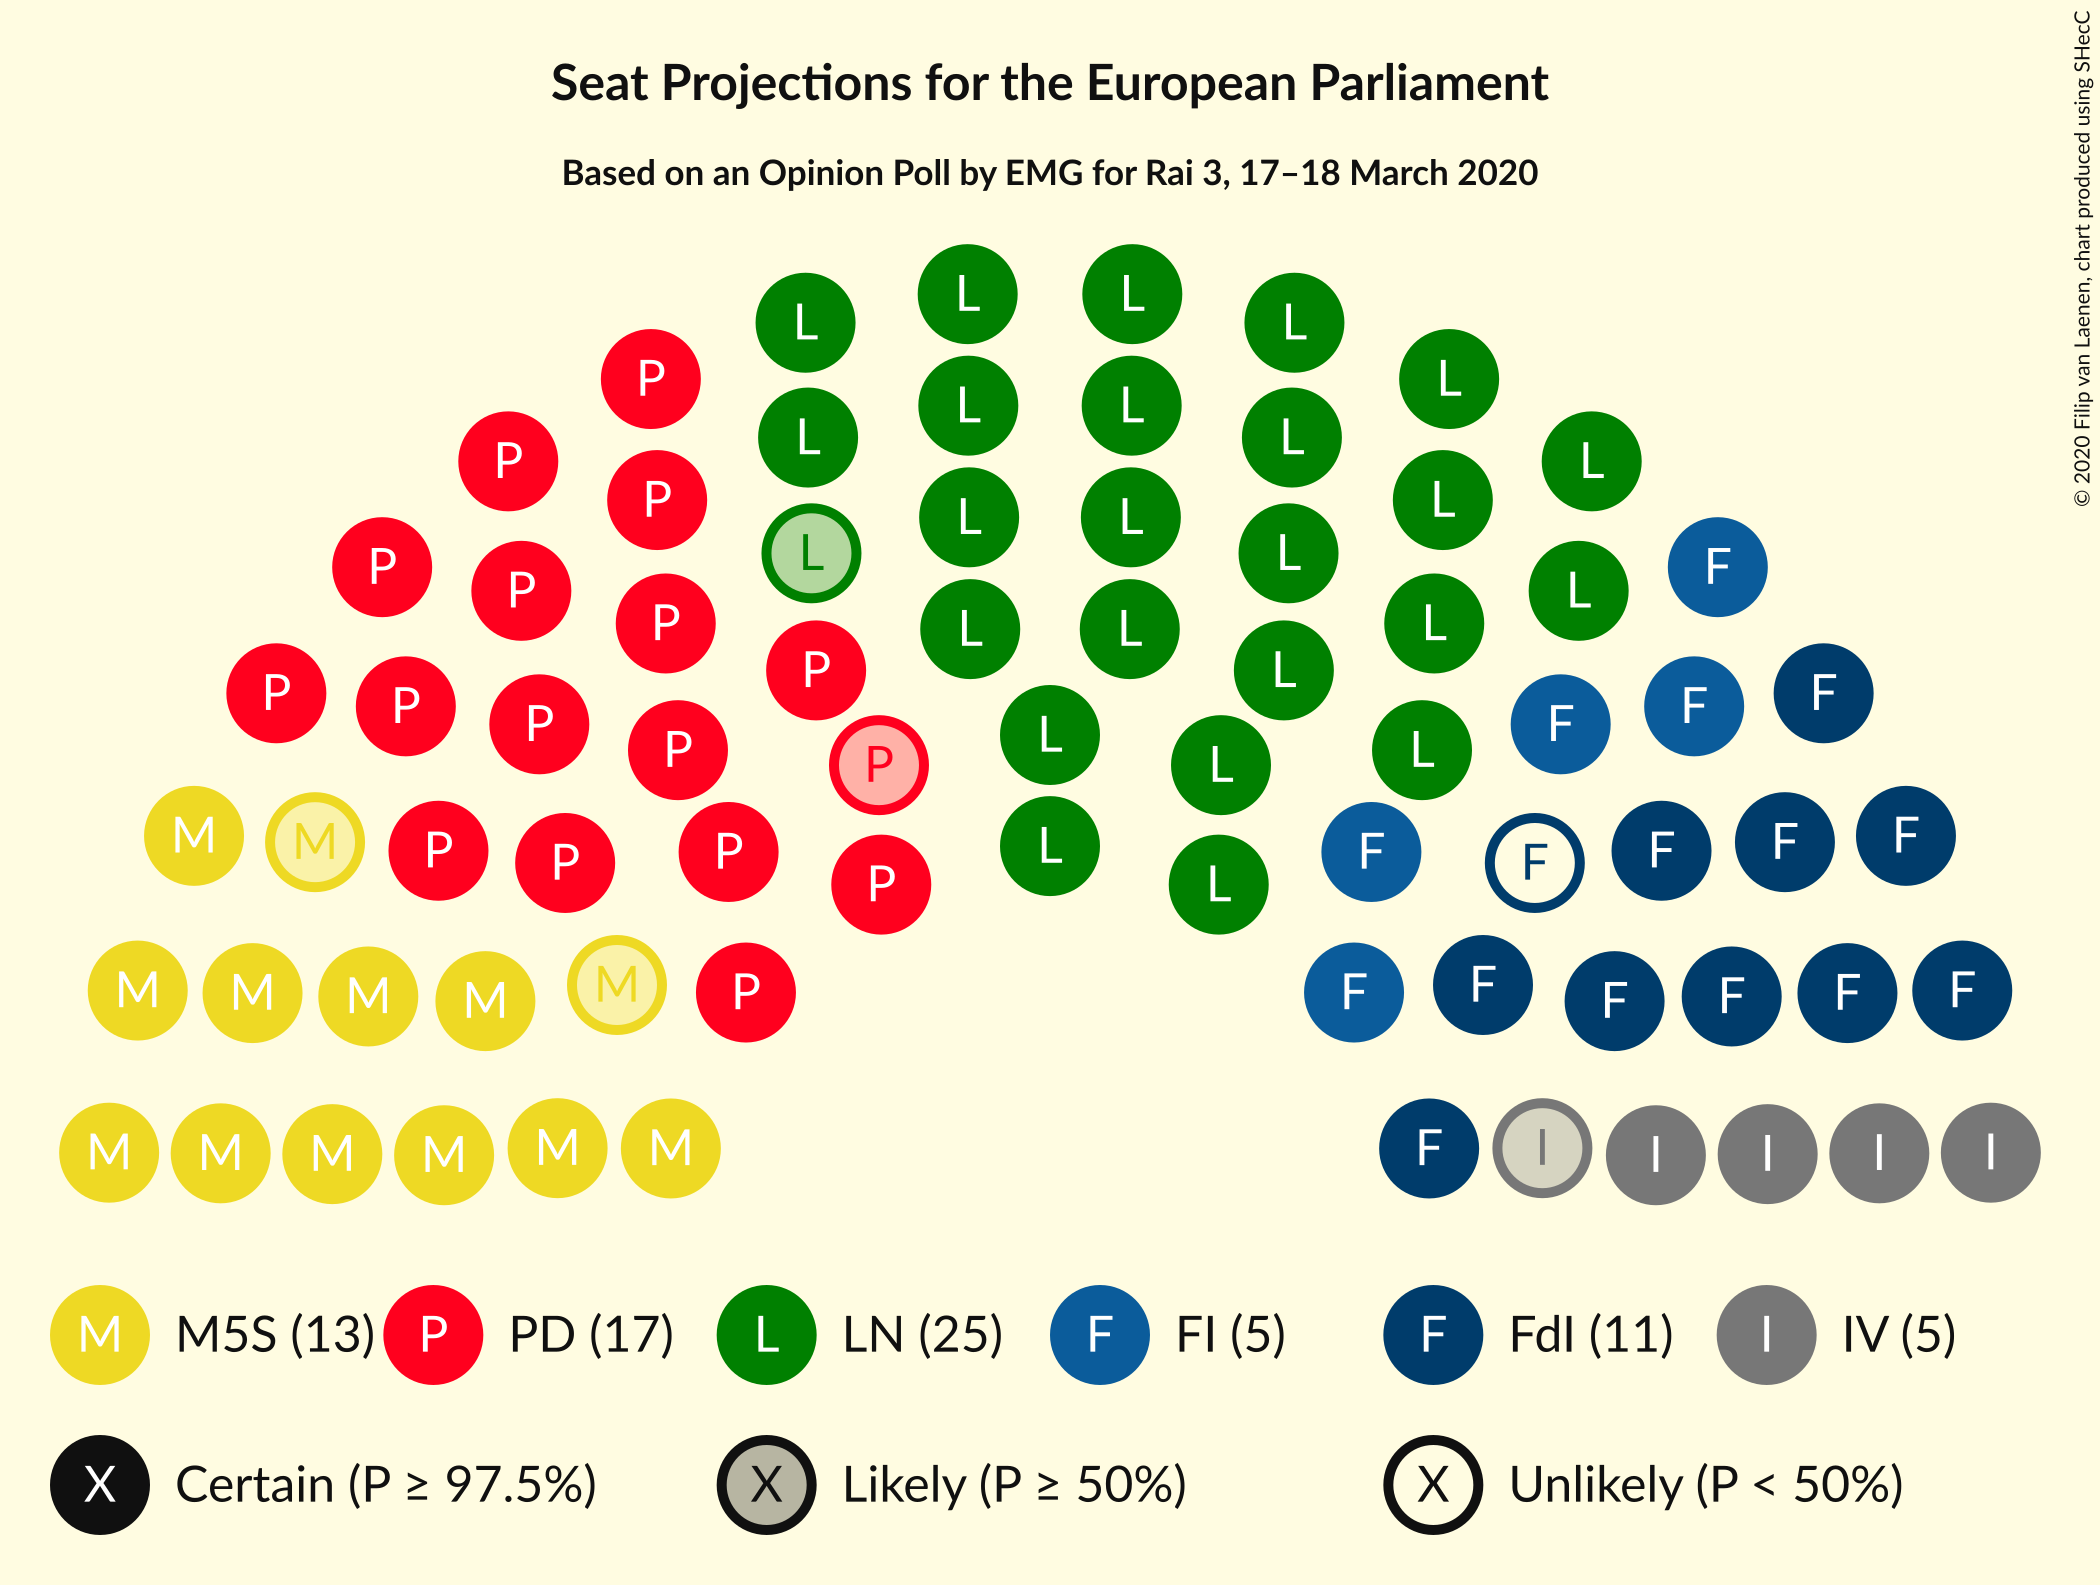 Seat Projections for the European Parliament
Based on an Opinion Poll by EMG for Rai 3, 17–18 March 2020
© 2020 Filip van Laenen, chart produced using SHecC
L L L L
P L
L L L L
P L
P L
L L L L
P F
P L
L L
P L
P L
P L
P F
P F
P F
P F
P L
L L
P L
M M P P P P L L F F F F F
M M M M M P F F F F F F
M M M M M M F I I I I I
M M5S (13) P PD (17) L LN (25) F FI (5) F FdI (11) I IV (5)
X Certain (P ≥ 97.5%) X Likely (P ≥ 50%) X Unlikely (P < 50%)